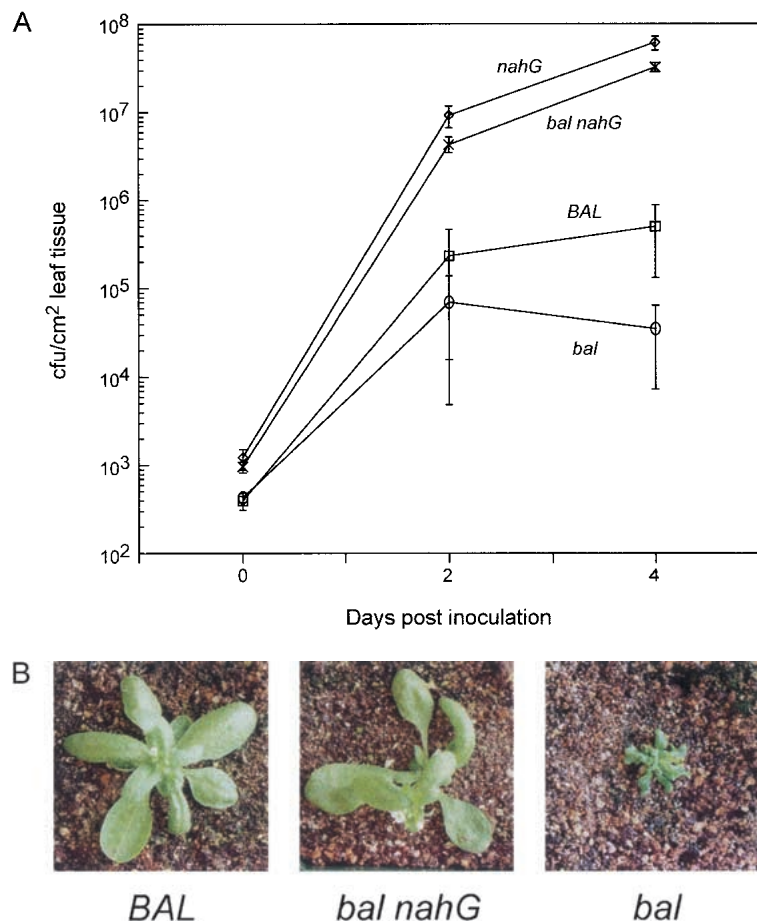 A
10⁸
10⁷
10⁶
10⁵
10⁴
10³
10²
cfu/cm² leaf tissue
nahG
bal nahG
BAL
bal
0 2 4
Days post inoculation
B
BAL bal nahG bal